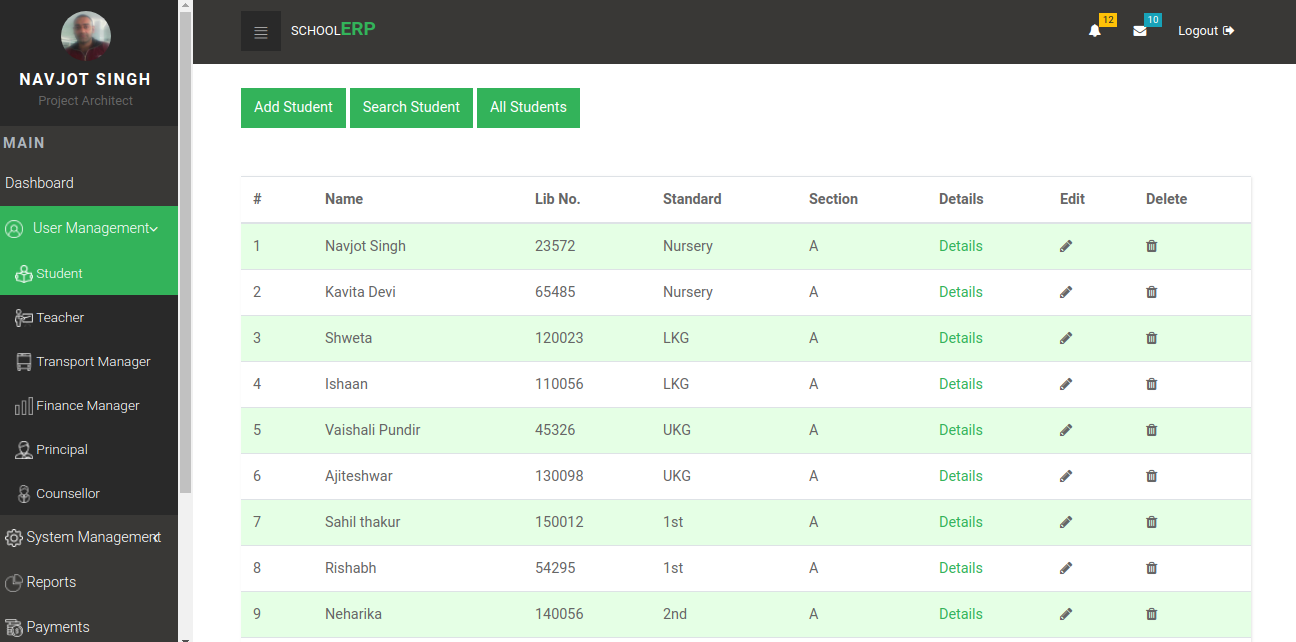 NAVJOT SINGH
Project Architect
MAIN
Dashboard
User Management
Student
Teacher
Transport Manager
Finance Manager
Principal
Counsellor
System Management
Reports
Payments
SCHOOLERP
12
10
Logout
Add Student Search Student All Students
# Name Lib No. Standard Section Details Edit Delete
1 Navjot Singh 23572 Nursery A Details
2 Kavita Devi 65485 Nursery A Details
3 Shweta 120023 LKG A Details
4 Ishaan 110056 LKG A Details
5 Vaishali Pundir 45326 UKG A Details
6 Ajiteshwar 130098 UKG A Details
7 Sahil thakur 150012 1st A Details
8 Rishabh 54295 1st A Details
9 Neharika 140056 2nd A Details